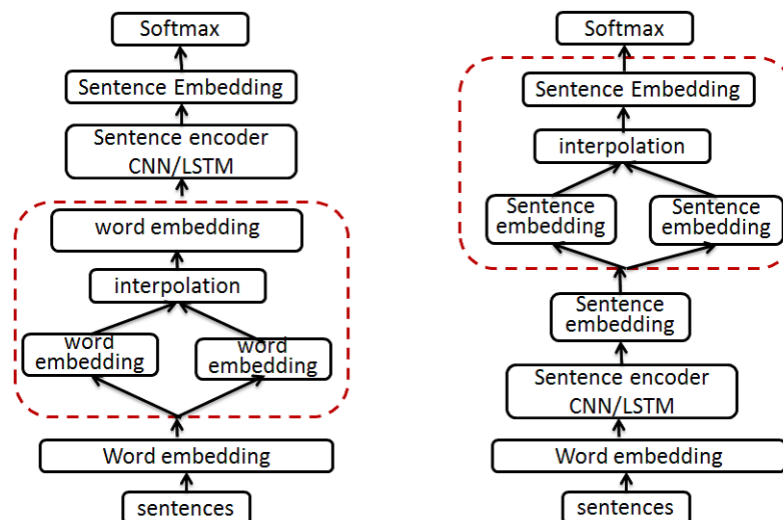 Softmax
Sentence Embedding
Sentence encoder
CNN/LSTM
word embedding
interpolation
word
embedding
word
embedding
Word embedding
sentences
Softmax
Sentence Embedding
interpolation
Sentence
embedding
Sentence
embedding
Sentence
embedding
Sentence encoder
CNN/LSTM
Word embedding
sentences